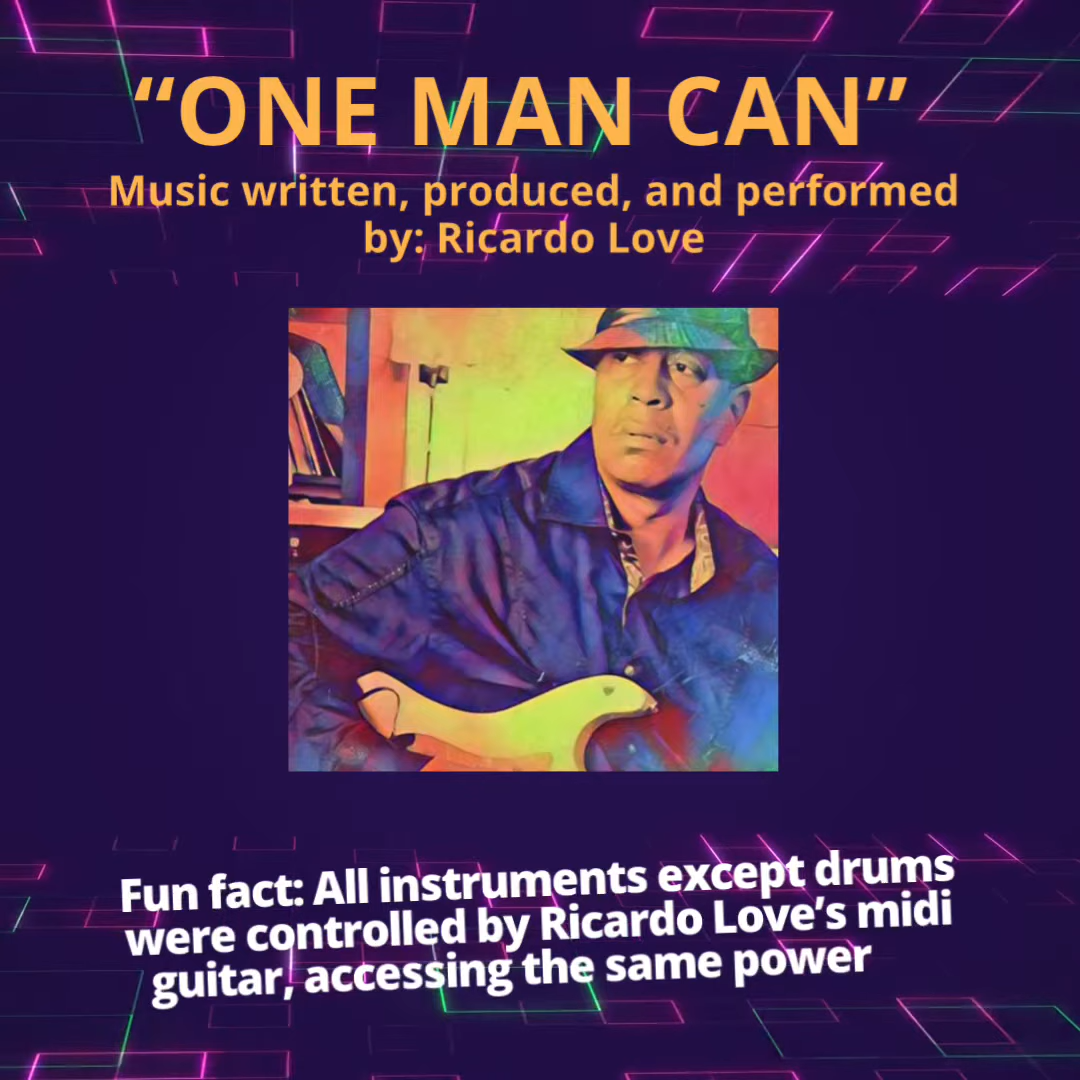 “ONE MAN CAN”
Music written, produced, and performed
by: Ricardo Love
Fun fact: All instruments except drums
were controlled by Ricardo Love’s midi
guitar, accessing the same power